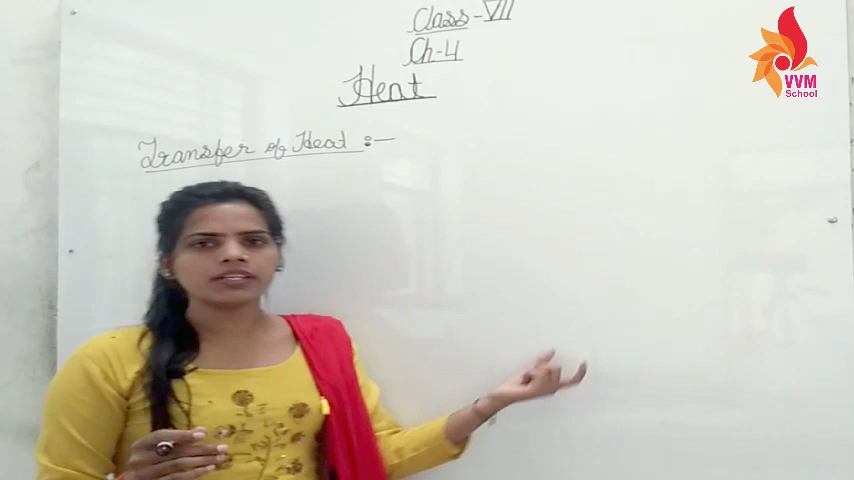 Class - VII
Ch-4
Heat
Transfer of Heat :-
VVM
School